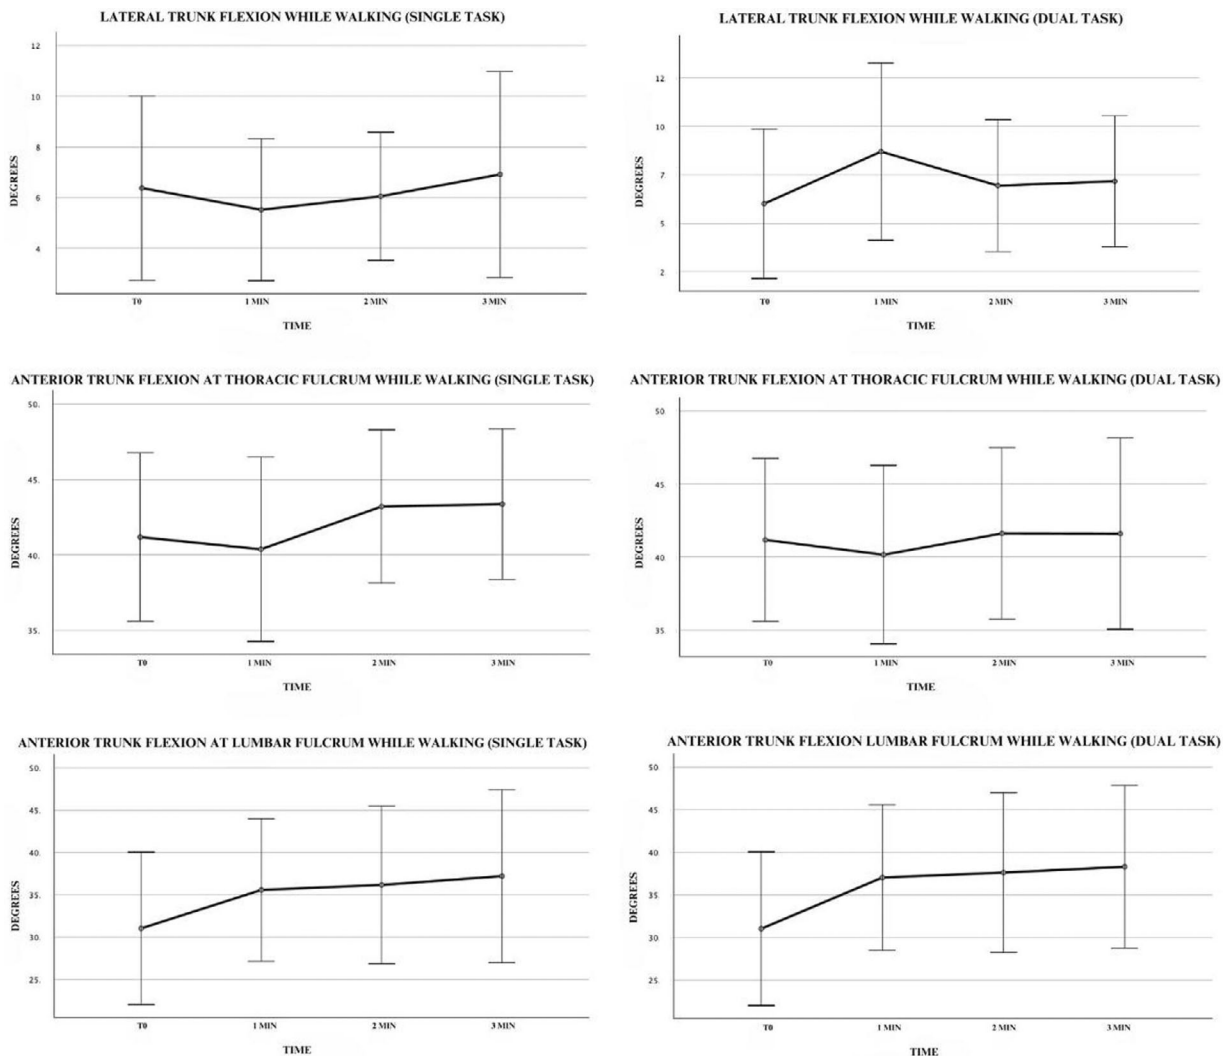 LATERAL TRUNK FLEXION WHILE WALKING (SINGLE TASK)
12
10
8
6
4
DEGREES
T0 1 MIN 2 MIN 3 MIN
TIME
LATERAL TRUNK FLEXION WHILE WALKING (DUAL TASK)
12
10
7
5
2
DEGREES
T0 1 MIN 2 MIN 3 MIN
TIME
ANTERIOR TRUNK FLEXION AT THORACIC FULCRUM WHILE WALKING (SINGLE TASK)
50.
45.
40.
35.
DEGREES
T0 1 MIN 2 MIN 3 MIN
TIME
ANTERIOR TRUNK FLEXION AT THORACIC FULCRUM WHILE WALKING (DUAL TASK)
50.
45.
40.
35.
DEGREES
T0 1 MIN 2 MIN 3 MIN
TIME
ANTERIOR TRUNK FLEXION AT LUMBAR FULCRUM WHILE WALKING (SINGLE TASK)
50.
45.
40.
35.
30.
25.
DEGREES
T0 1 MIN 2 MIN 3 MIN
TIME
ANTERIOR TRUNK FLEXION LUMBAR FULCRUM WHILE WALKING (DUAL TASK)
50.
45.
40.
35.
30.
25.
DEGREES
T0 1 MIN 2 MIN 3 MIN
TIME